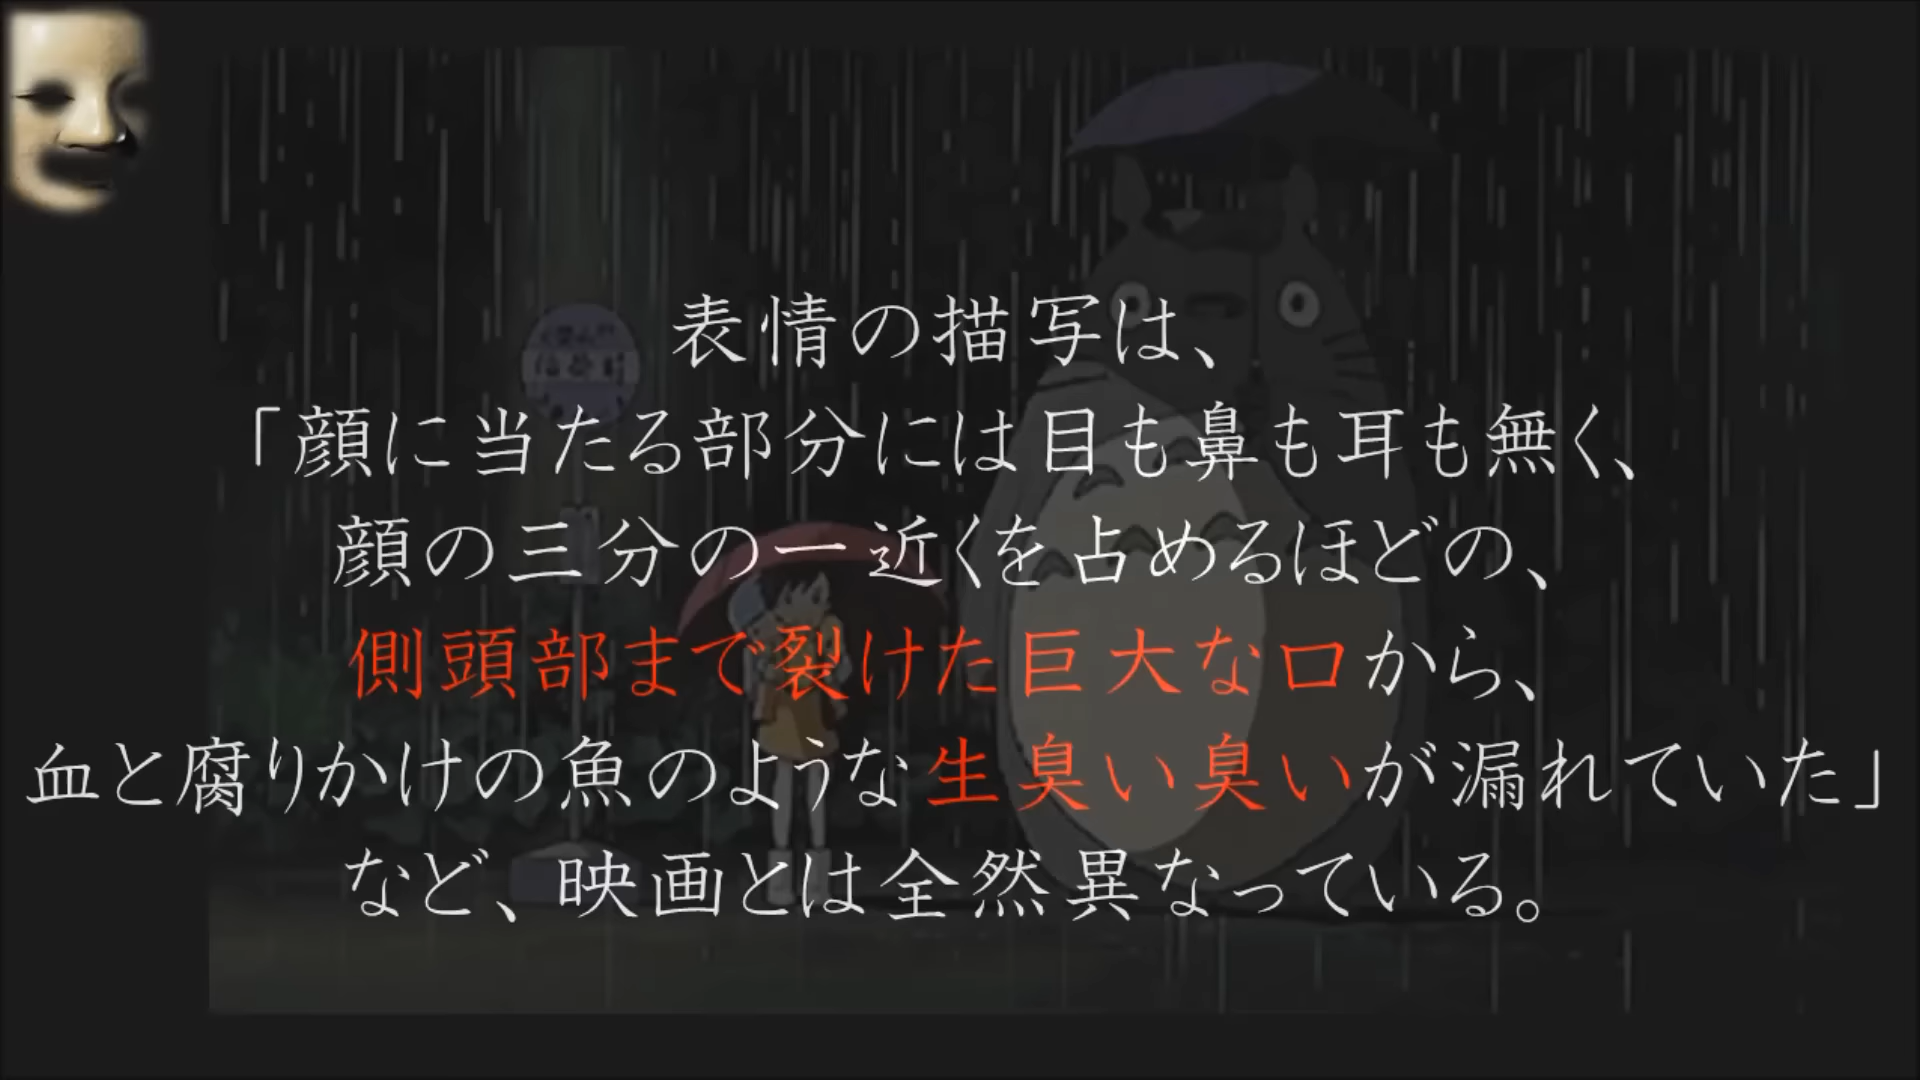 表情の描写は、
「顔に当たる部分には目も鼻も耳も無く、
顔の三分の一近くを占めるほどの、
側頭部まで裂けた巨大な口から、
血と腐りかけの魚のような生臭い臭いが漏れていた」
など、映画とは全然異なっている。